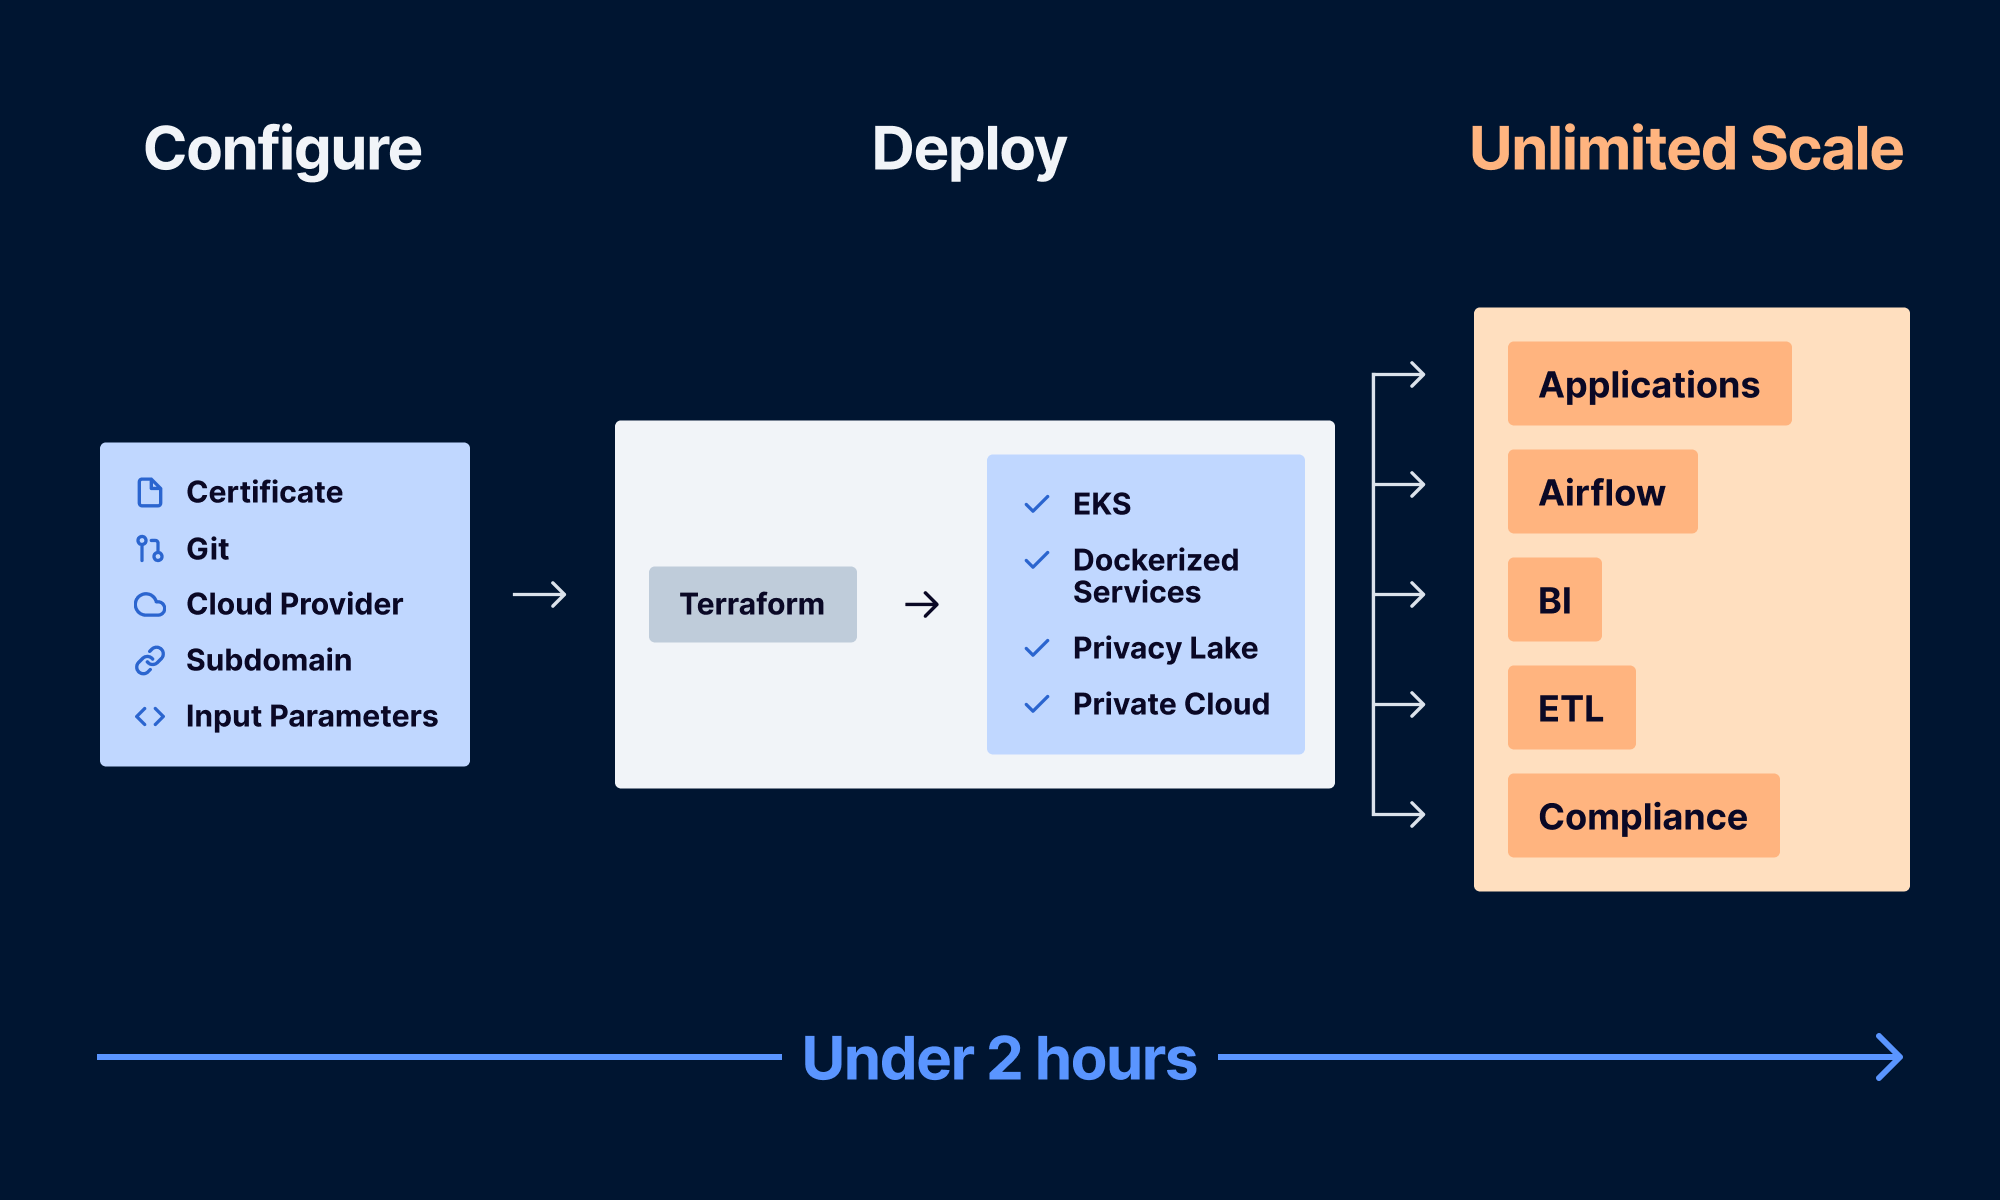 Configure
Deploy
Unlimited Scale
Certificate
Git
Cloud Provider
Subdomain
Input Parameters
Terraform
EKS
Dockerized
Services
Privacy Lake
Private Cloud
Applications
Airflow
BI
ETL
Compliance
Under 2 hours